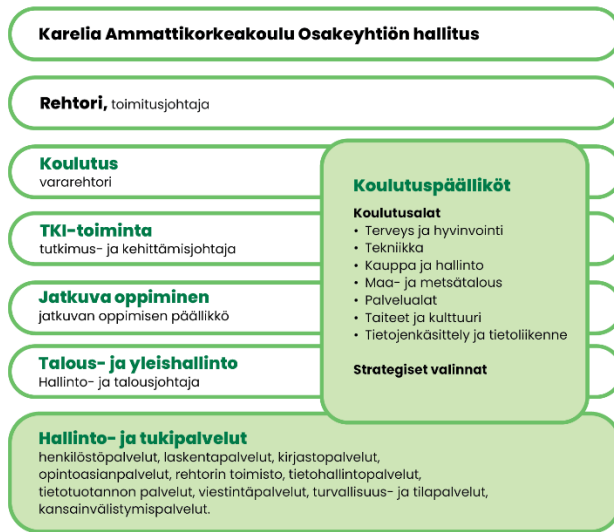 Karelia Ammattikorkeakoulu Osakeyhtiön hallitus
Rehtori, toimitusjohtaja
Koulutus
vararehtori
TKI-toiminta
tutkimus- ja kehittämisjohtaja
Jatkuva oppiminen
jatkuvan oppimisen päällikkö
Talous- ja yleishallinto
Hallinto- ja talousjohtaja
Koulutuspäälliköt
Koulutusalat
• Terveys ja hyvinvointi
• Tekniikka
• Kauppa ja hallinto
• Maa- ja metsätalous
• Palvelualat
• Taiteet ja kulttuuri
• Tietojenkäsittely ja tietoliikenne
Strategiset valinnat
Hallinto- ja tukipalvelut
henkilöstöpalvelut, laskentapalvelut, kirjastopalvelut,
opintoasianpalvelut, rehtorin toimisto, tietohallintopalvelut,
tietotuotannon palvelut, viestintäpalvelut, turvallisuus- ja tilapalvelut,
kansainvälistymispalvelut.